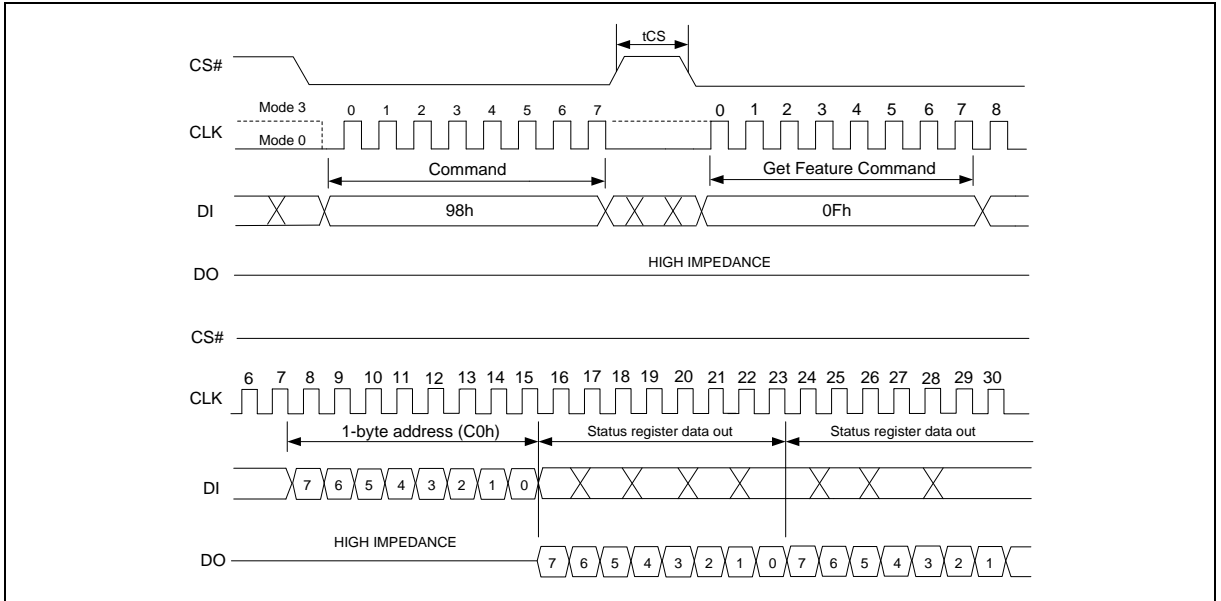 tCS
CS#
Mode 3
0 1 2 3 4 5 6 7 0 1 2 3 4 5 6 7 8
CLK
Mode 0
Command Get Feature Command
DI 98h 0Fh
HIGH IMPEDANCE
DO
CS#
6 7 8 9 10 11 12 13 14 15 16 17 18 19 20 21 22 23 24 25 26 27 28 29 30
CLK
1-byte address (C0h) Status register data out Status register data out
DI 7 6 5 4 3 2 1 0
HIGH IMPEDANCE
DO 7 6 5 4 3 2 1 0 7 6 5 4 3 2 1